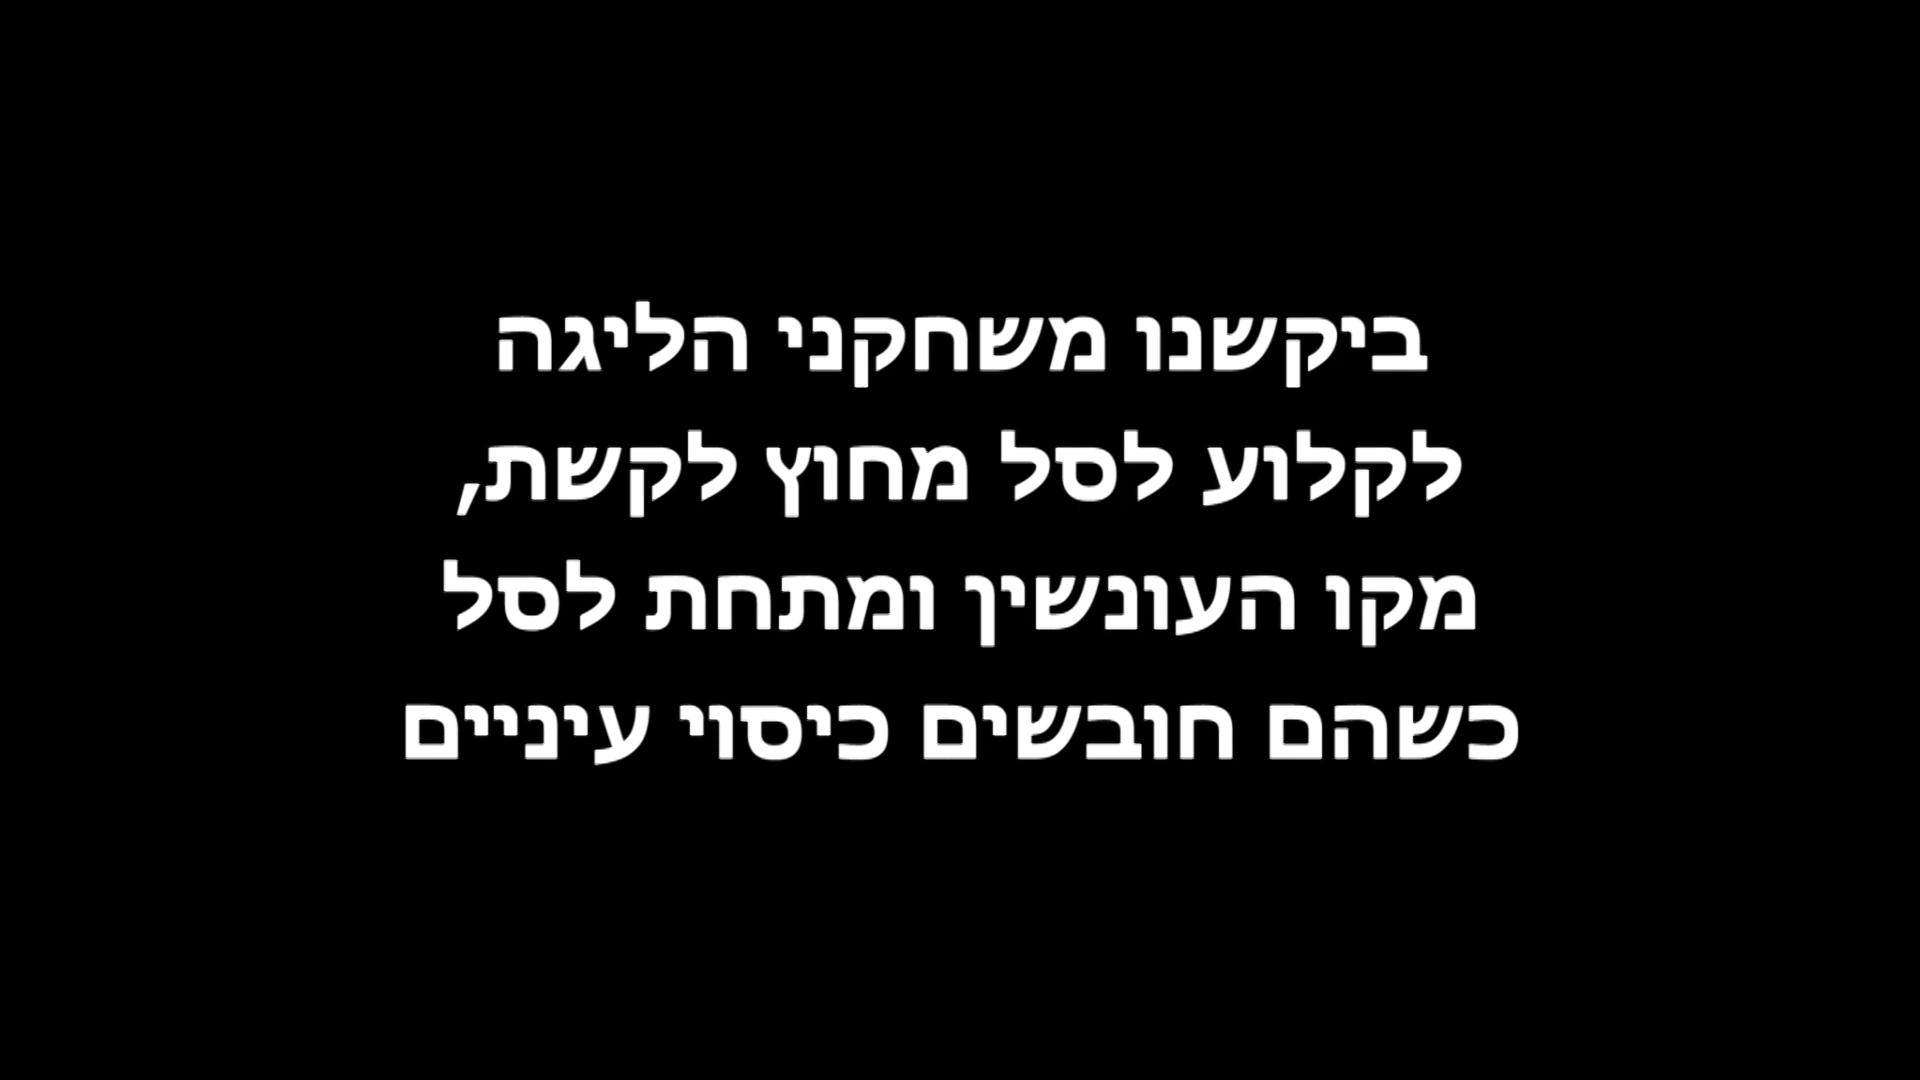 ביקשנו משחקני הליגה
לקלוע לסל מחוץ לקשת,
מקו העונשין ומתחת לסל
כשהם חובשים כיסוי עיניים